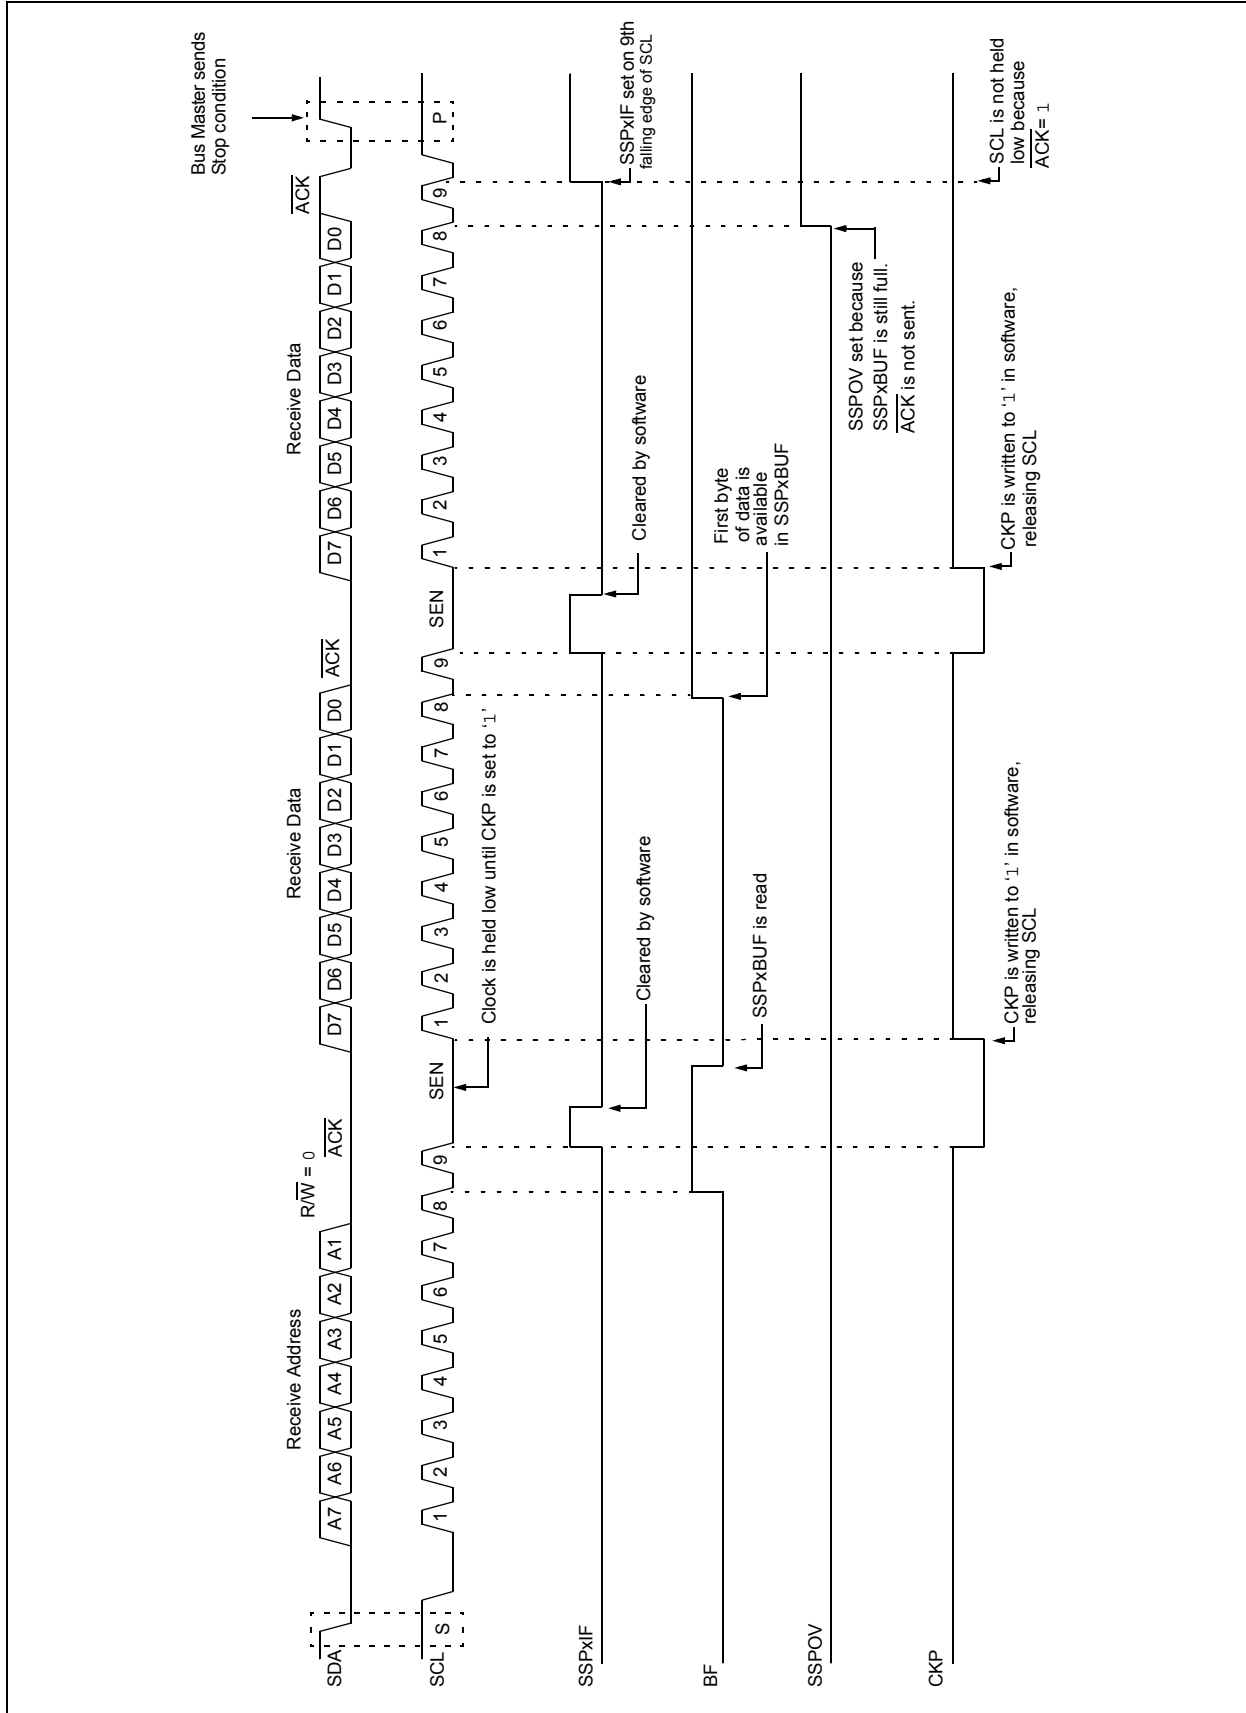 Bus Master sends
Stop condition
Receive Address
R/W = 0
ACK
Receive Data
ACK
Receive Data
ACK
SDA
A7 A6 A5 A4 A3 A2 A1
D7 D6 D5 D4 D3 D2 D1 D0
D7 D6 D5 D4 D3 D2 D1 D0
SCL
S
1 2 3 4 5 6 7 8 9
SEN
1 2 3 4 5 6 7 8 9
SEN
1 2 3 4 5 6 7 8 9
P
Clock is held low until CKP is set to ‘1’
SSPxIF
Cleared by software
Cleared by software
SSPxIF set on 9th
falling edge of SCL
BF
SSPxBUF is read
First byte
of data is
available
in SSPxBUF
SSPOV
SSPOV set because
SSPxBUF is still full.
ACK is not sent.
CKP
CKP is written to ‘1’ in software,
releasing SCL
CKP is written to ‘1’ in software,
releasing SCL
SCL is not held
low because
ACK= 1